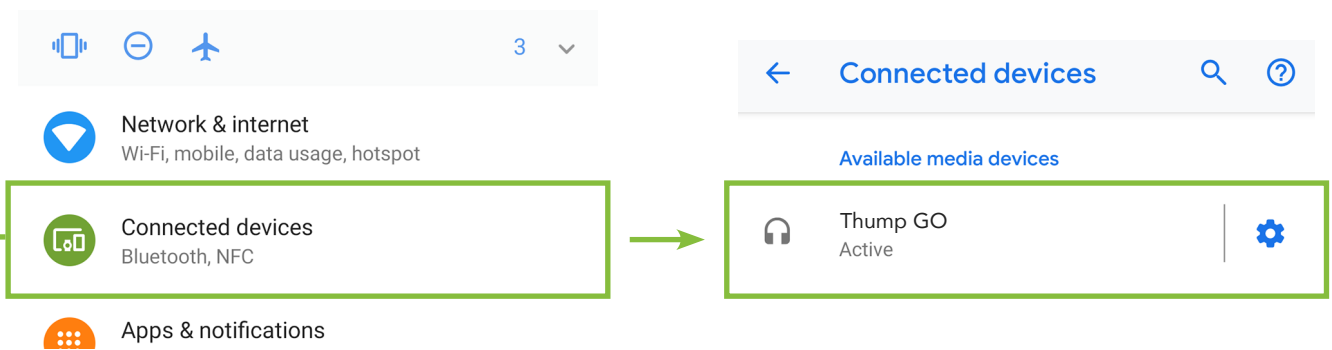 3
Network & internet
Wi-Fi, mobile, data usage, hotspot
Connected devices
Bluetooth, NFC
Apps & notifications
Connected devices
Available media devices
Thump GO
Active